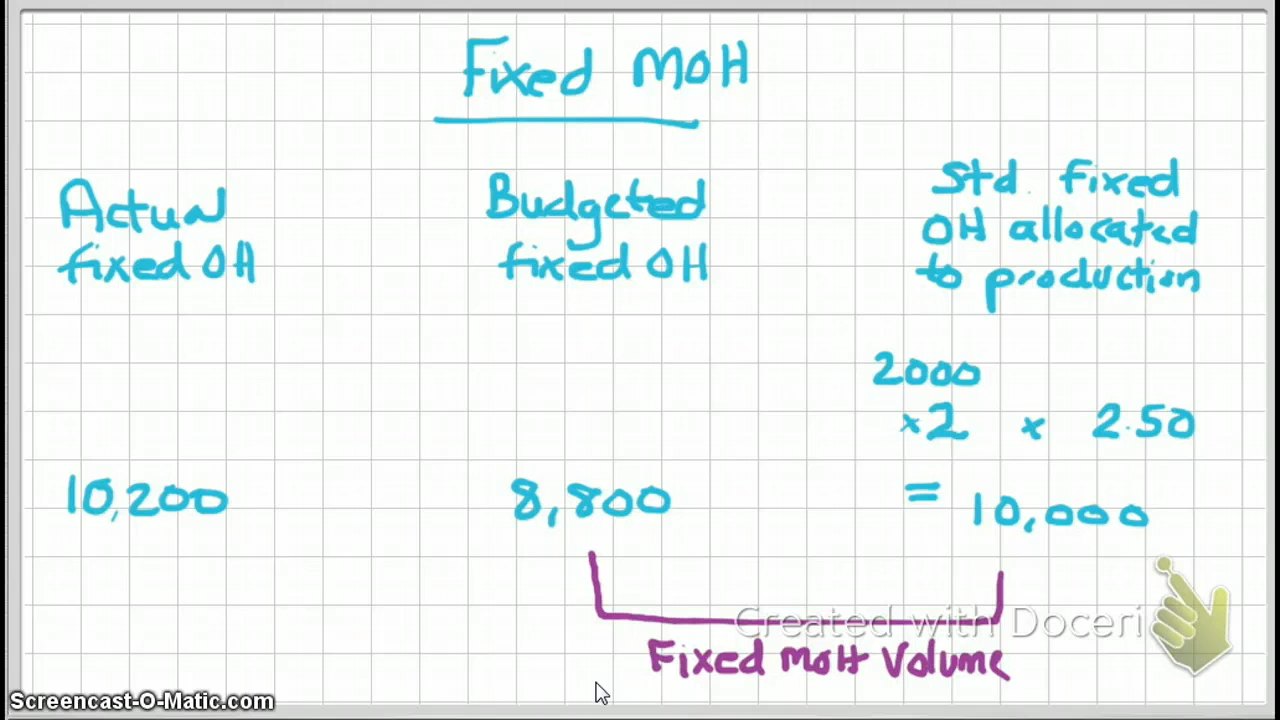 Fixed MOH
Actual
fixed OH
Budgeted
fixed OH
Std. fixed
OH allocated
to production
2000
x2 x 2.50
10,200
8,800
= 10,000
Created with Doceri
Fixed MOH Volume
Screencast-O-Matic.com